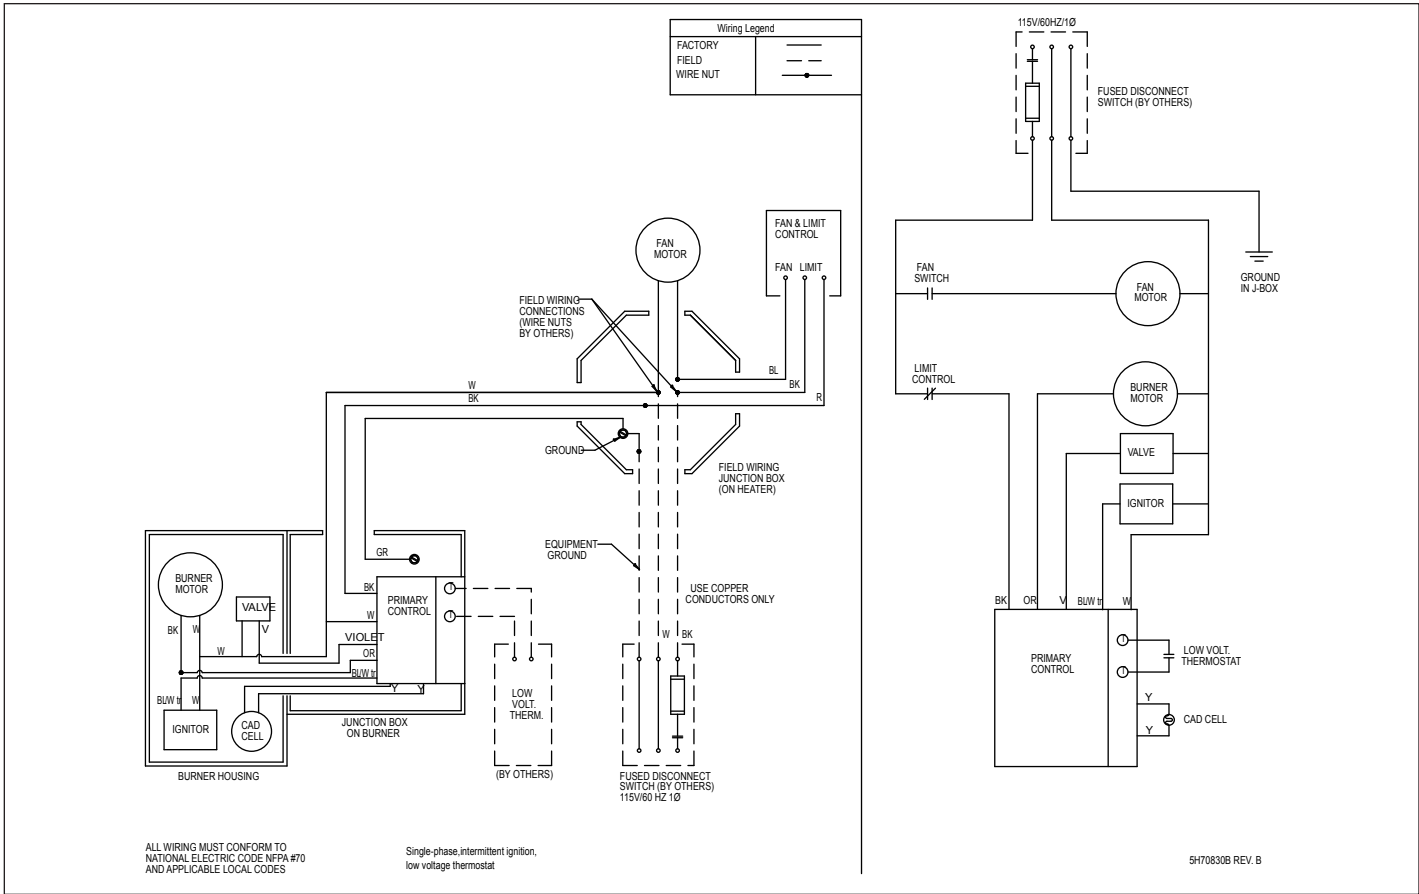 Wiring Legend
FACTORY
FIELD
WIRE NUT
FAN
MOTOR
FAN & LIMIT
CONTROL
FAN LIMIT
FIELD WIRING
CONNECTIONS
(WIRE NUTS
BY OTHERS)
BL
BK
R
W
BK
GROUND
FIELD WIRING
JUNCTION BOX
(ON HEATER)
EQUIPMENT
GROUND
USE COPPER
CONDUCTORS ONLY
W BK
GR
BURNER
MOTOR
VALVE
V
BK W
W
BK
W
VIOLET
OR
BL/W tr
PRIMARY
CONTROL
T
T
Y Y
BL/W tr W
IGNITOR
CAD
CELL
JUNCTION BOX
ON BURNER
BURNER HOUSING
LOW
VOLT.
THERM.
(BY OTHERS)
FUSED DISCONNECT
SWITCH (BY OTHERS)
115V/60 HZ 1Ø
ALL WIRING MUST CONFORM TO
NATIONAL ELECTRIC CODE NFPA #70
AND APPLICABLE LOCAL CODES
Single-phase,intermittent ignition,
low voltage thermostat
115V/60HZ/1Ø
FUSED DISCONNECT
SWITCH (BY OTHERS)
GROUND
IN J-BOX
FAN
SWITCH
FAN
MOTOR
LIMIT
CONTROL
BURNER
MOTOR
VALVE
IGNITOR
BK OR V BL/W tr W
PRIMARY
CONTROL
T
T
LOW VOLT.
THERMOSTAT
Y
Y
CAD CELL
5H70830B REV. B